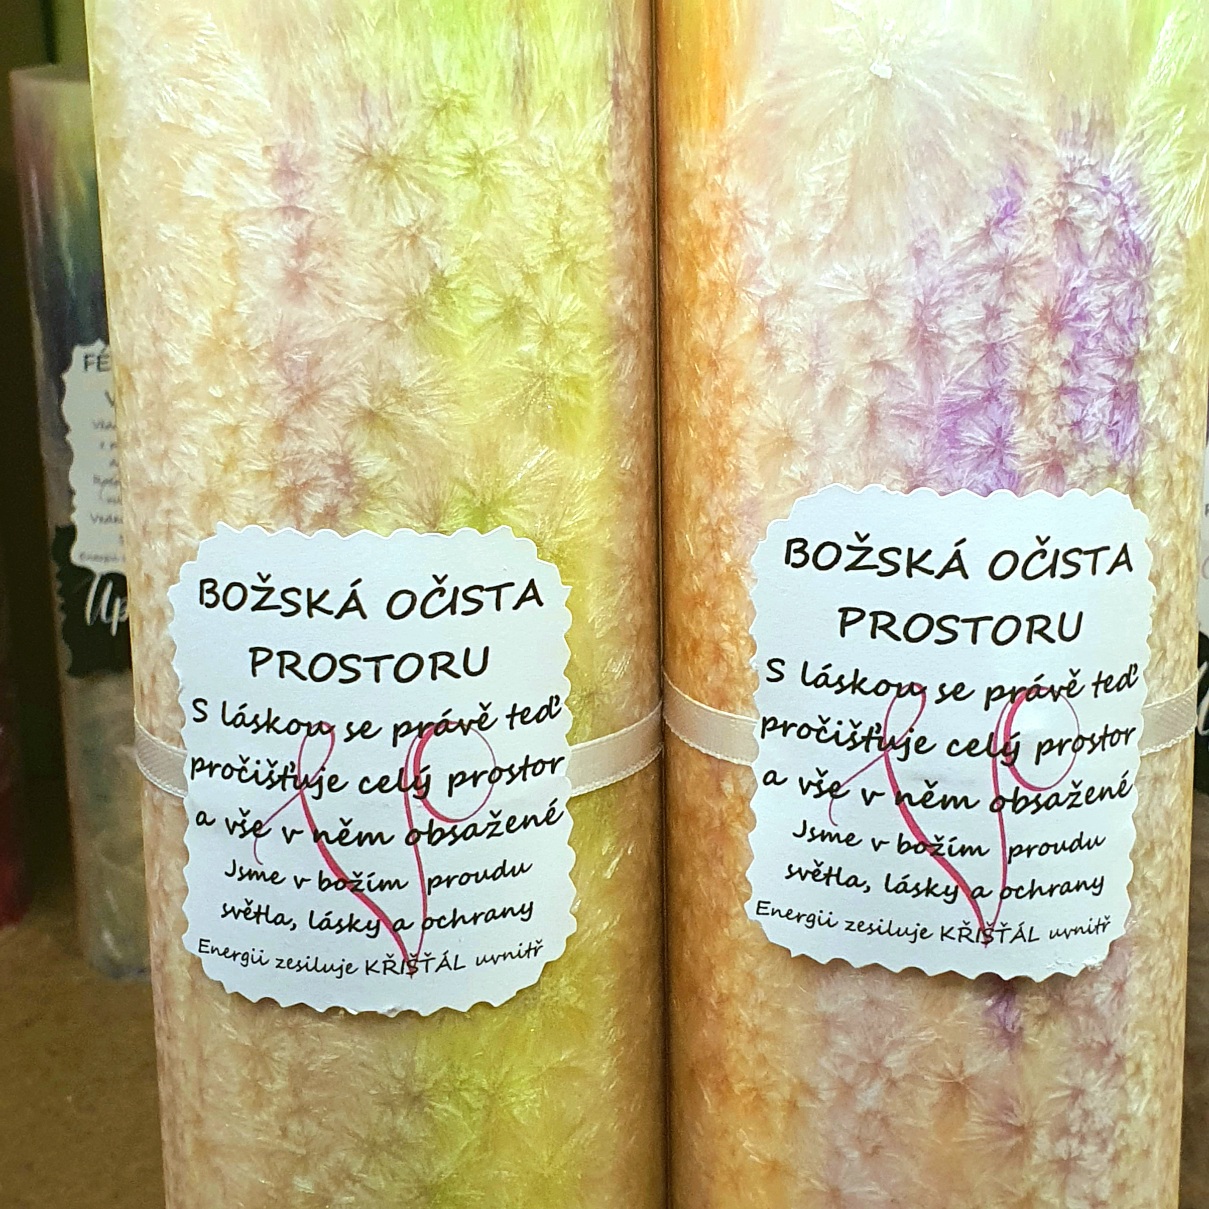 BOŽSKÁ OČISTA
PROSTORU
S láskou se právě teď
pročišťuje celý prostor
a vše v něm obsažené
Jsme v božím proudu
světla, lásky a ochrany
Energii zesiluje KŘIŠŤÁL uvnitř
BOŽSKÁ OČISTA
PROSTORU
S láskou se právě teď
pročišťuje celý prostor
a vše v něm obsažené
Jsme v božím proudu
světla, lásky a ochrany
Energii zesiluje KŘIŠŤÁL uvnitř